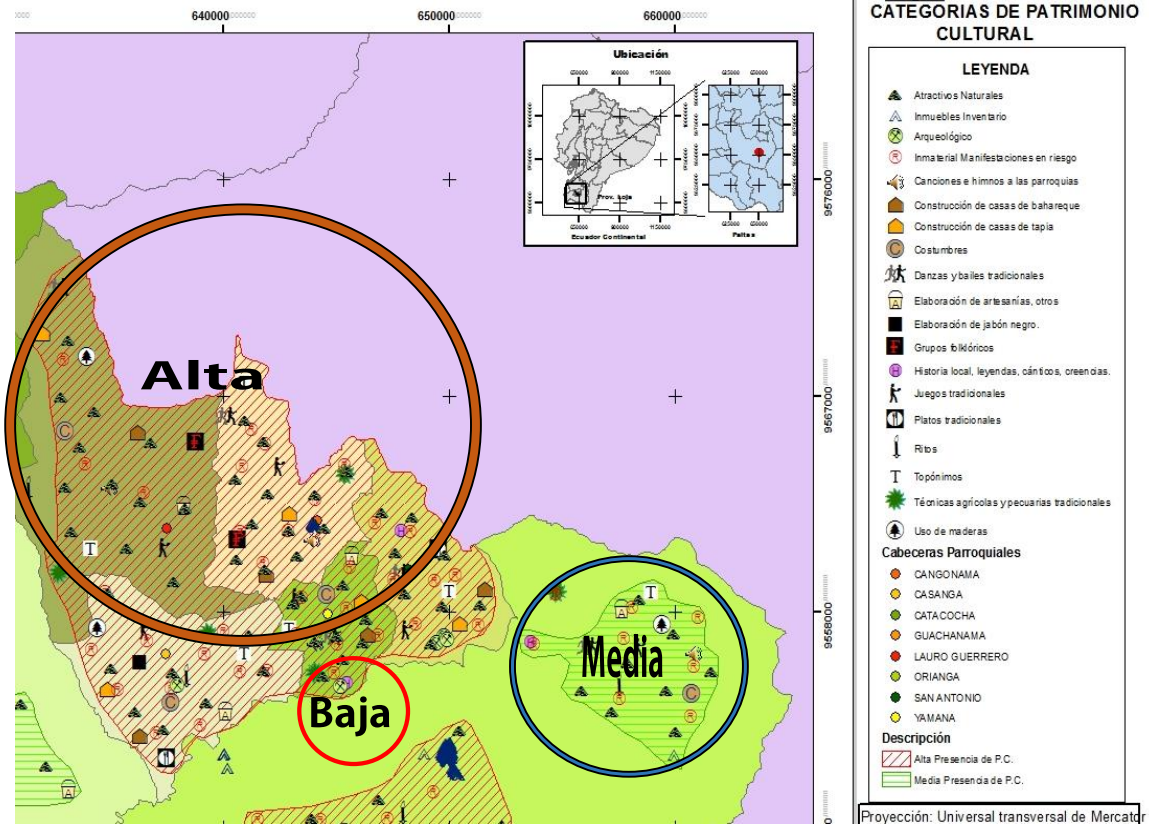 640000
650000
660000
CATEGORIAS DE PATRIMONIO
CULTURAL
Ubicación
Prov. Loja
Ecuador Continental
Paltas
9576000
9567000
9558000
Alta
Media
Baja
LEYENDA
Atractivos Naturales
Inmuebles Inventario
Arqueológico
Inmaterial Manifestaciones en riesgo
Canciones e himnos a las parroquias
Construcción de casas de bahareque
Construcción de casas de tapia
Costumbres
Danzas y bailes tradicionales
Elaboración de artesanías, otros
Elaboración de jabón negro.
Grupos folklóricos
Historia local, leyendas, cánticos, creencias.
Juegos tradicionales
Platos tradicionales
Ritos
Topónimos
Técnicas agrícolas y pecuarias tradicionales
Uso de maderas
Cabeceras Parroquiales
CANGONAMA
CASANGA
CATACOCHA
GUACHANAMA
LAURO GUERRERO
ORIANGA
SAN ANTONIO
YAMANA
Descripción
Alta Presencia de P.C.
Media Presencia de P.C.
Proyección: Universal transversal de Mercator